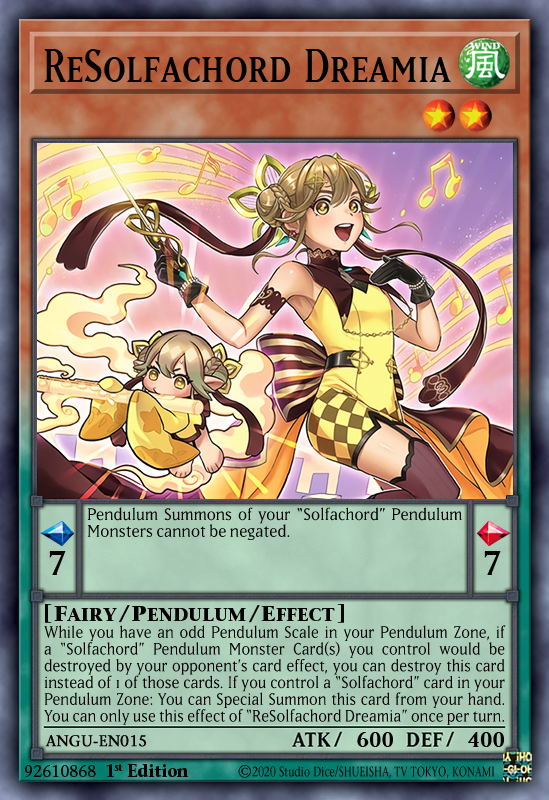 ReSolfachord Dreamia
WIND
風
Pendulum Summons of your "Solfachord" Pendulum
Monsters cannot be negated.
7
7
[FAIRY/PENDULUM/EFFECT]
While you have an odd Pendulum Scale in your Pendulum Zone, if
a "Solfachord" Pendulum Monster Card(s) you control would be
destroyed by your opponent's card effect, you can destroy this card
instead of 1 of those cards. If you control a "Solfachord" card in your
Pendulum Zone: You can Special Summon this card from your hand.
You can only use this effect of "ReSolfachord Dreamia" once per turn.
ANGU-EN015 ATK/ 600 DEF/ 400
92610868 1st Edition ©2020 Studio Dice/SHUEISHA, TV TOKYO, KONAMI